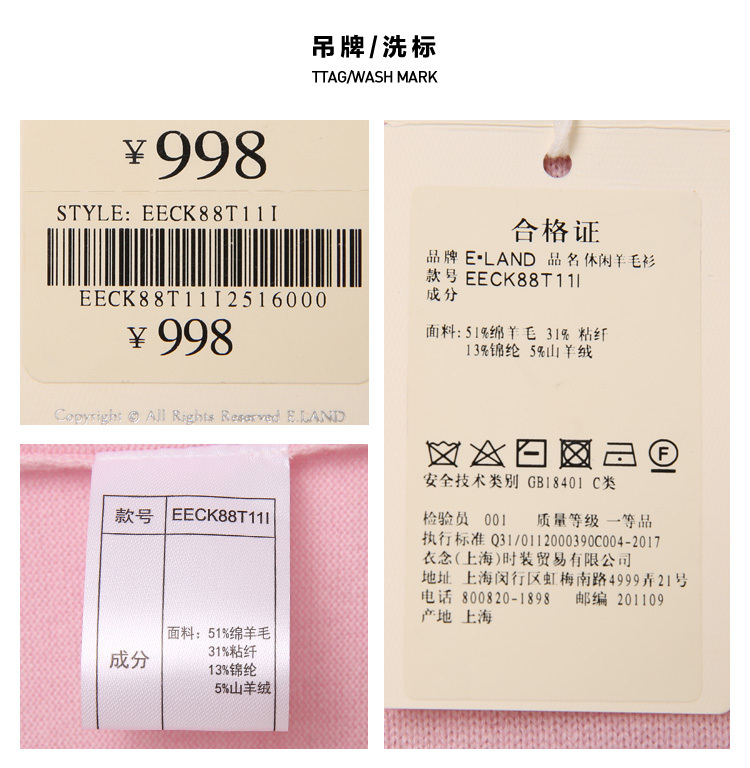 吊牌/洗标
TTAG/WASH MARK
¥998
STYLE: EECK88T11I
EECK88T11I2516000
¥998
Copyright @ All Rights Reserved E.LAND
款号 EECK88T11I
成分
面料: 51%绵羊毛
31%粘纤
13%锦纶
5%山羊绒
合格证
品牌 E·LAND 品名 休闲羊毛衫
款号 EECK88T11I
成分
面料: 51%绵羊毛 31% 粘纤
13%锦纶 5%山羊绒
F
安全技术类别 GB18401 C类
检验员 001 质量等级 一等品
执行标准 Q31/0112000390C004-2017
衣念(上海)时装贸易有限公司
地址 上海闵行区虹梅南路4999弄21号
电话 800820-1898 邮编 201109
产地 上海